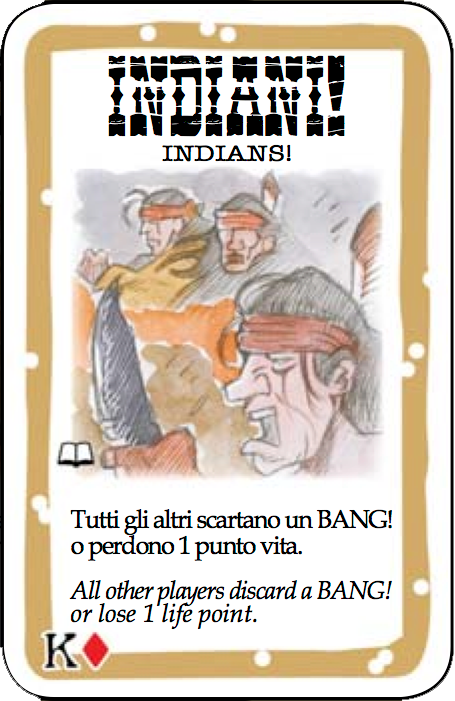 INDIANI!
INDIANS!
Tutti gli altri scartano un BANG!
o perdono 1 punto vita.
All other players discard a BANG!
or lose 1 life point.
K♦